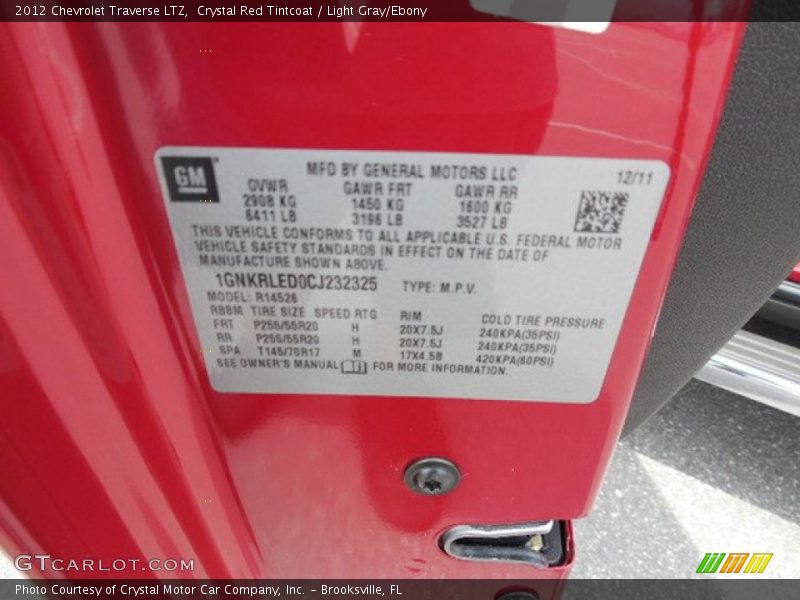 2012 Chevrolet Traverse LTZ, Crystal Red Tintcoat / Light Gray/Ebony
GM
MFD BY GENERAL MOTORS LLC 12/11
GVWR GAWR FRT GAWR RR
2908 KG 1450 KG 1600 KG
6411 LB 3196 LB 3527 LB
THIS VEHICLE CONFORMS TO ALL APPLICABLE U.S. FEDERAL MOTOR
VEHICLE SAFETY STANDARDS IN EFFECT ON THE DATE OF
MANUFACTURE SHOWN ABOVE.
1GNKRLED0CJ232325 TYPE: M.P.V.
MODEL: R14526
RBBM TIRE SIZE SPEED RTG RIM COLD TIRE PRESSURE
FRT P255/55R20 H 20X7.5J 240KPA(35PSI)
RR P255/55R20 H 20X7.5J 240KPA(35PSI)
SPA T145/70R17 M 17X4.5B 420KPA(60PSI)
SEE OWNER'S MANUAL FOR MORE INFORMATION.
GTCARLOT.COM
Photo Courtesy of Crystal Motor Car Company, Inc. – Brooksville, FL